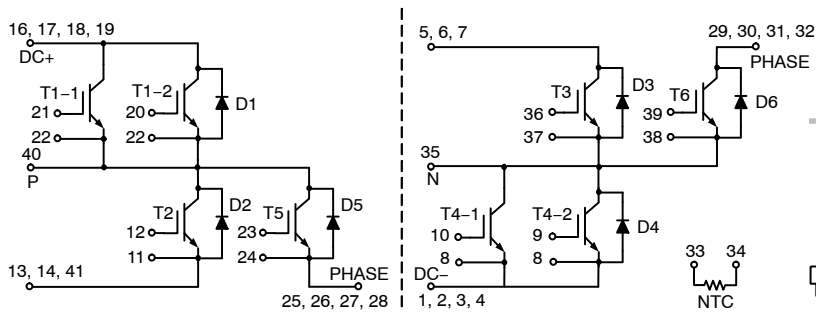 16, 17, 18, 19
DC+
T1−1
T1−2
D1
21
20
22
22
40
P
T2
D2
T5
D5
12
23
11
24
13, 14, 41
PHASE
25, 26, 27, 28
5, 6, 7
29, 30, 31, 32
PHASE
T3
D3
T6
D6
36
39
37
38
35
N
T4−1
T4−2
D4
10
9
8
8
DC−
1, 2, 3, 4
33
34
NTC